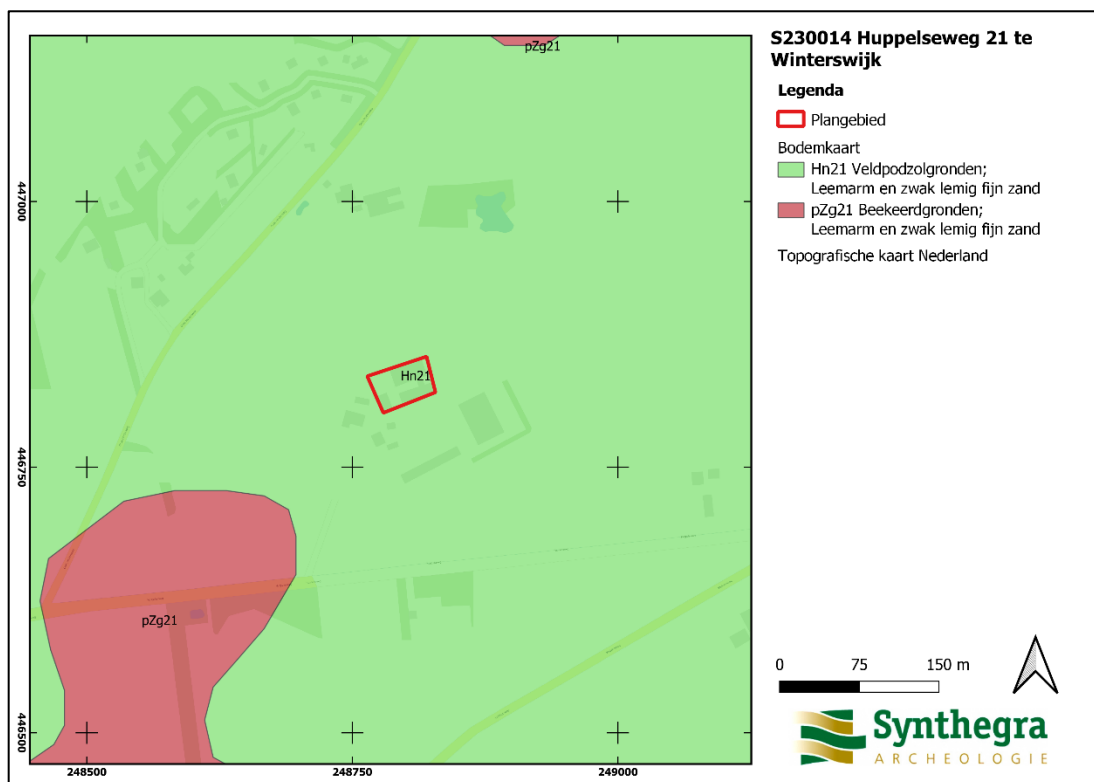 S230014 Huppelseweg 21 te
Winterswijk
Legenda
Plangebied
Bodemkaart
Hn21 Veldpodzolgronden;
Leemarm en zwak lemig fijn zand
pZg21 Beekeerdgronden;
Leemarm en zwak lemig fijn zand
Topografische kaart Nederland
pZg21
447000
Hn21
446750
pZg21
446500
248500
248750
249000
0 75 150 m
Synthegra
ARCHEOLOGIE